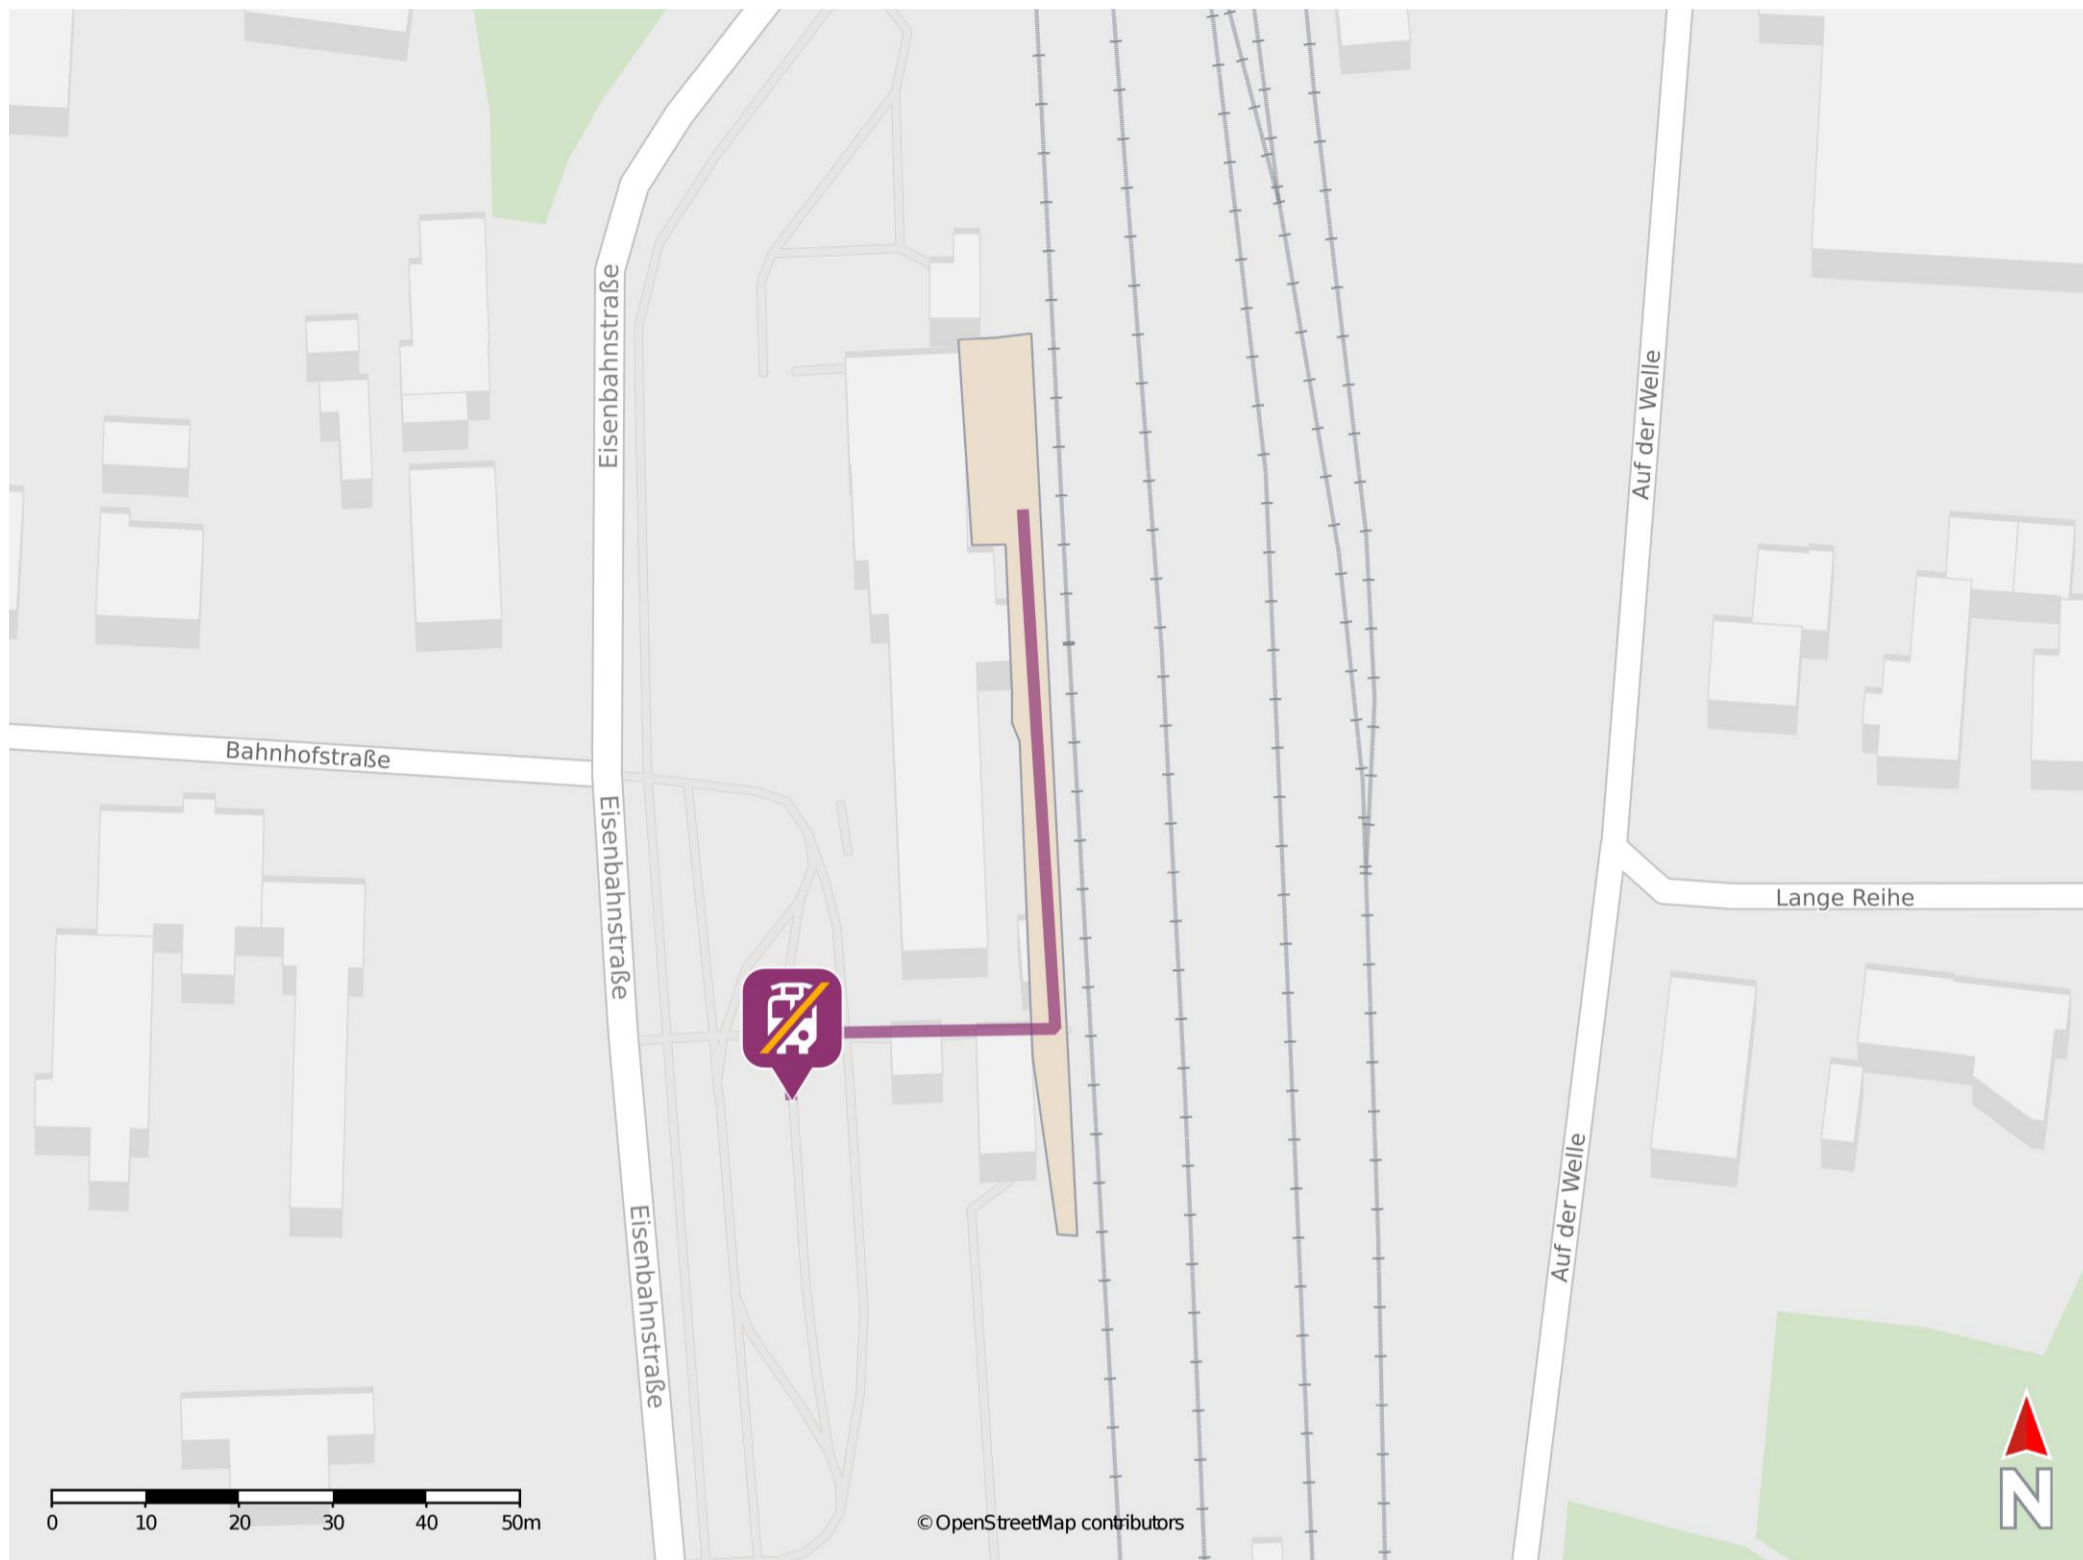 Eisenbahnstraße
Auf der Welle
Bahnhofstraße
Eisenbahnstraße
Lange Reihe
Auf der Welle
Eisenbahnstraße
0 10 20 30 40 50m
© OpenStreetMap contributors
N